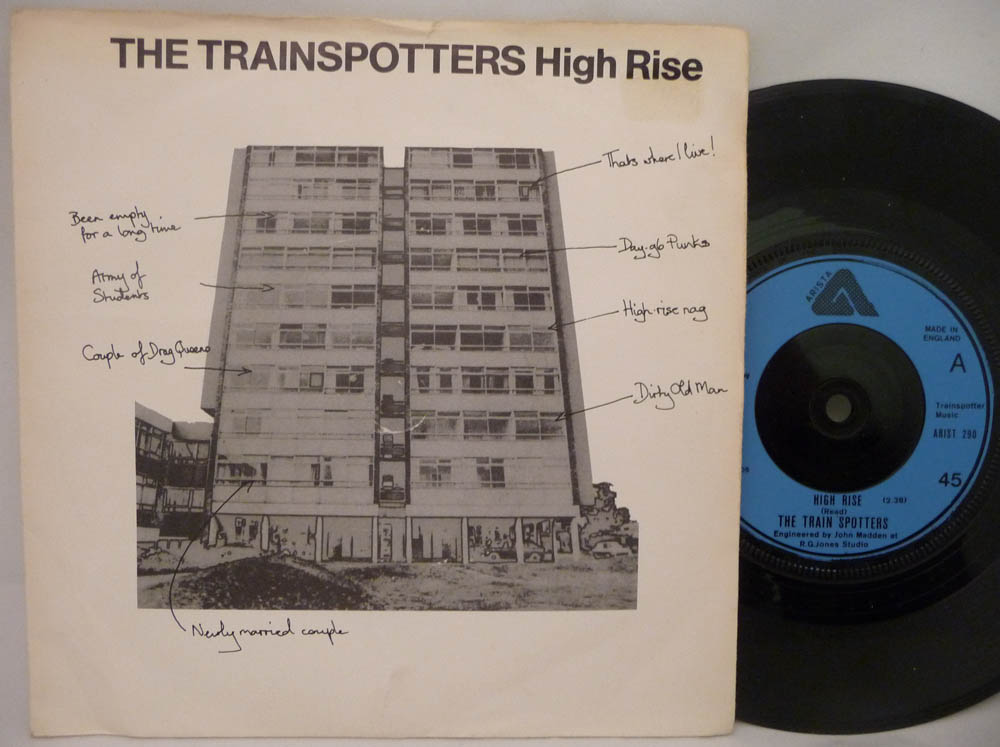 THE TRAINSPOTTERS High Rise
Thats where I live!
Been empty
for a long time
Day-glo Punks
Army of
Students
High-rise nag
Couple of Drag Queens
Dirty Old Man
Newly married couple
ARISTA
MADE IN
ENGLAND
A
Trainspotter
Music
ARIST 290
45
HIGH RISE (2.38)
(Read)
THE TRAIN SPOTTERS
Engineered by John Madden at
R.G.Jones Studio